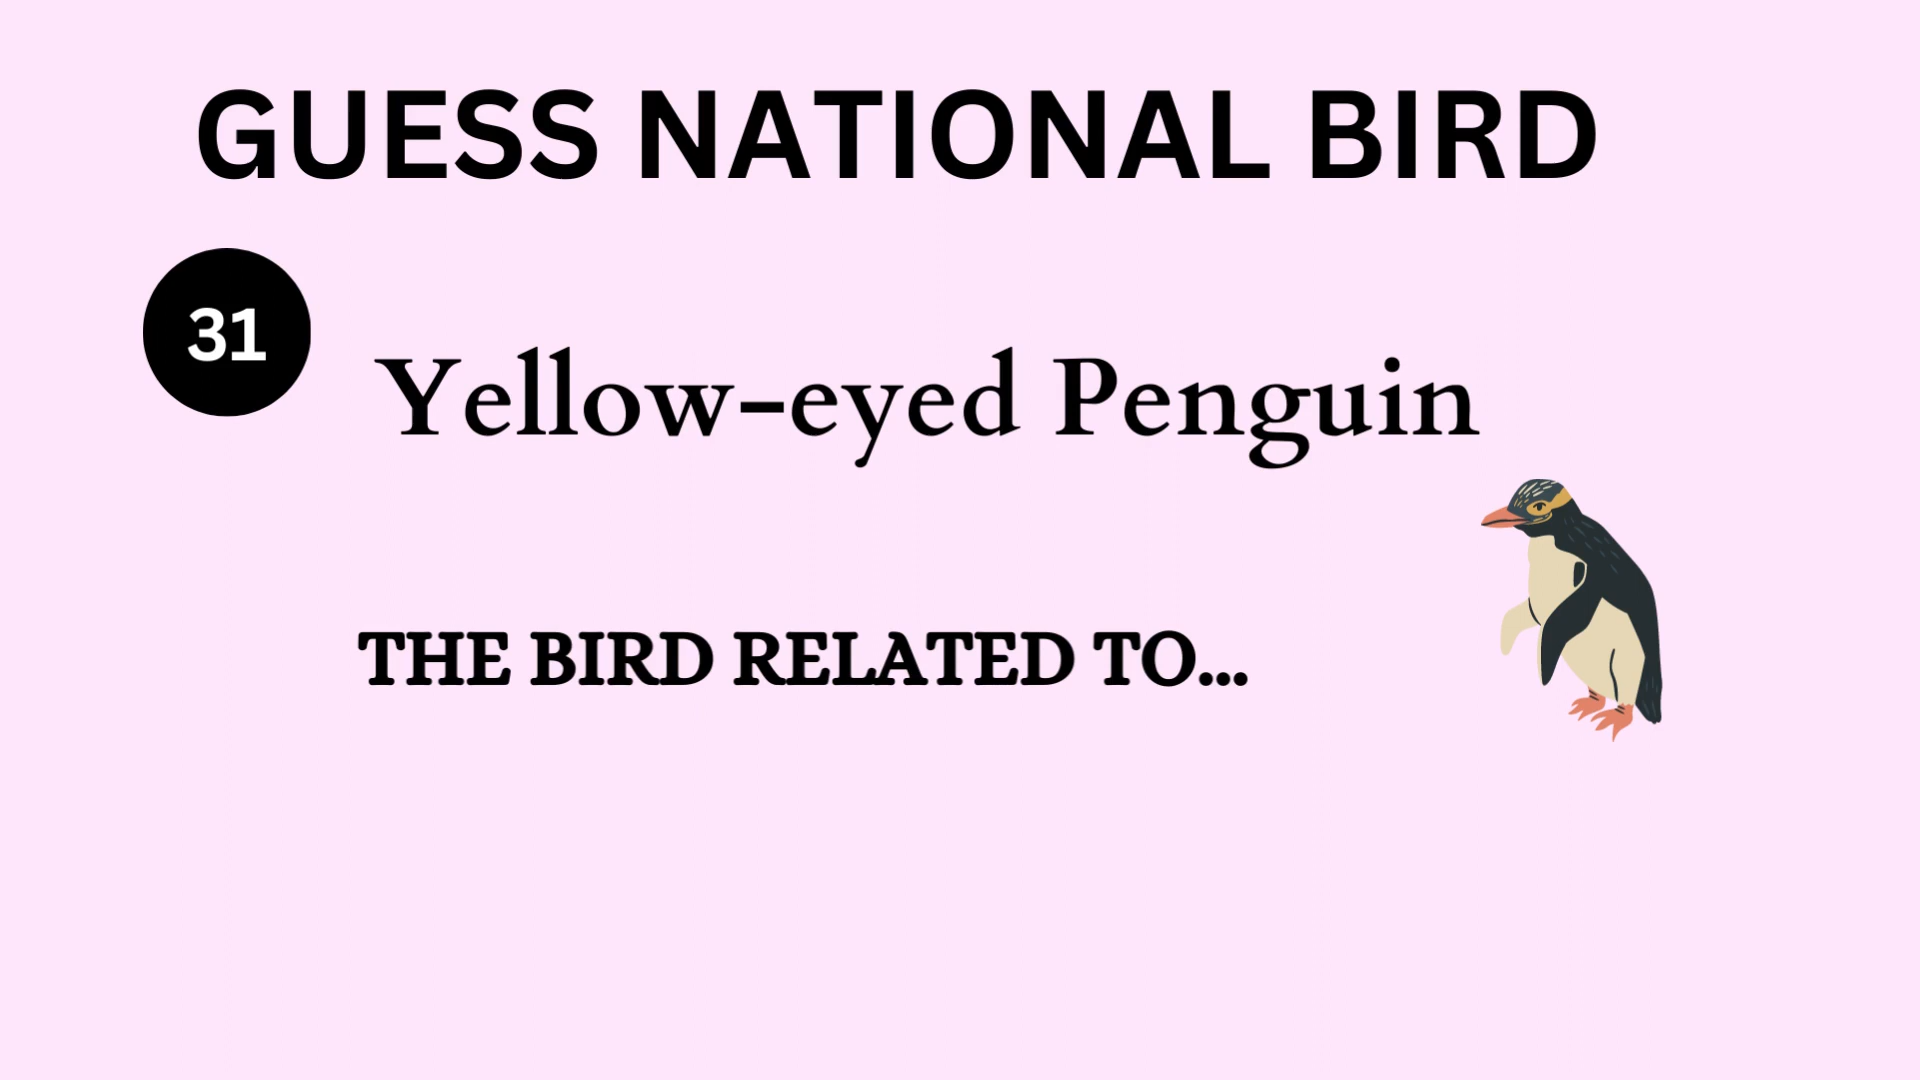 GUESS NATIONAL BIRD
31
Yellow-eyed Penguin
THE BIRD RELATED TO...